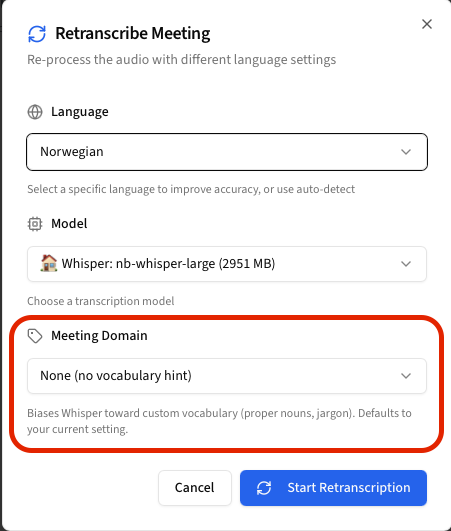 Retranscribe Meeting
Re-process the audio with different language settings
Language
Norwegian
Select a specific language to improve accuracy, or use auto-detect
Model
Whisper: nb-whisper-large (2951 MB)
Choose a transcription model
Meeting Domain
None (no vocabulary hint)
Biases Whisper toward custom vocabulary (proper nouns, jargon). Defaults to
your current setting.
Cancel
Start Retranscription